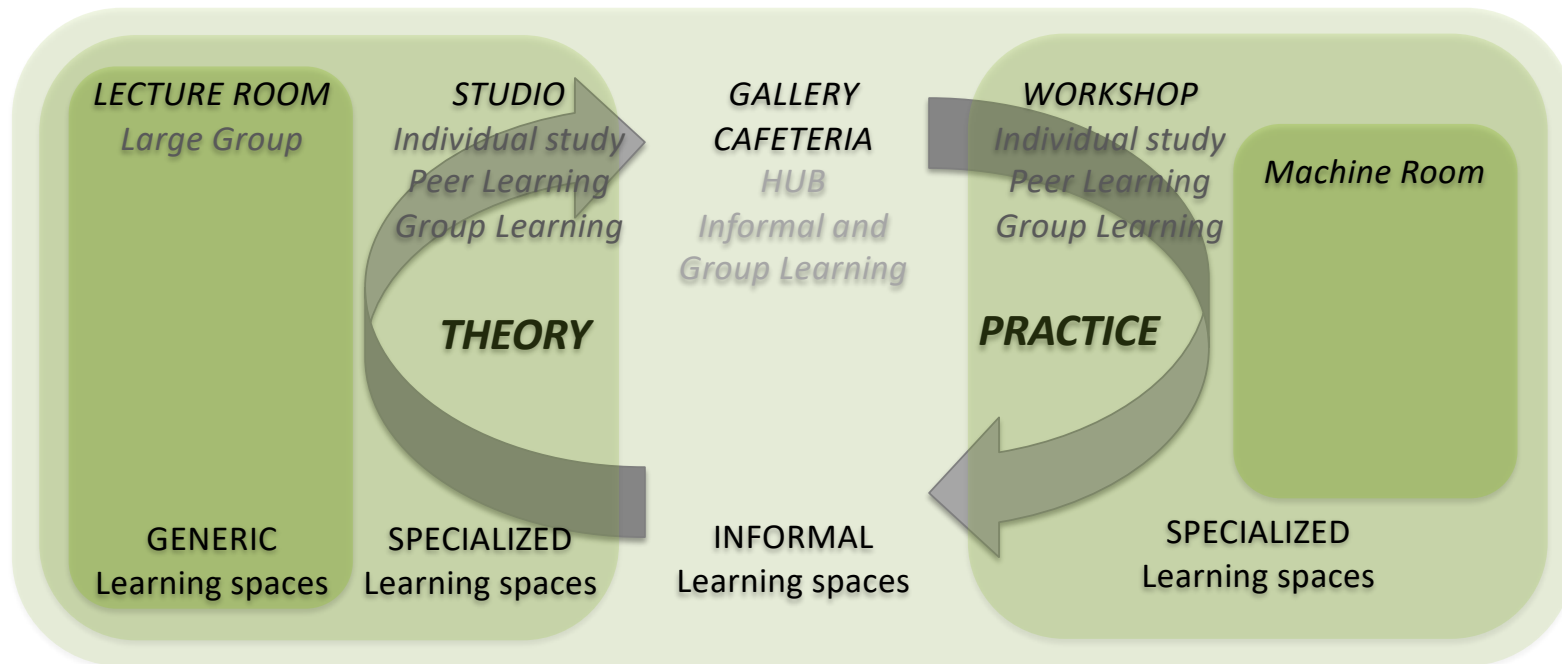 LECTURE ROOM
Large Group
GENERIC
Learning spaces
STUDIO
Individual study
Peer Learning
Group Learning
THEORY
SPECIALIZED
Learning spaces
GALLERY
CAFETERIA
HUB
Informal and
Group Learning
INFORMAL
Learning spaces
WORKSHOP
Individual study
Peer Learning
Group Learning
PRACTICE
Machine Room
SPECIALIZED
Learning spaces